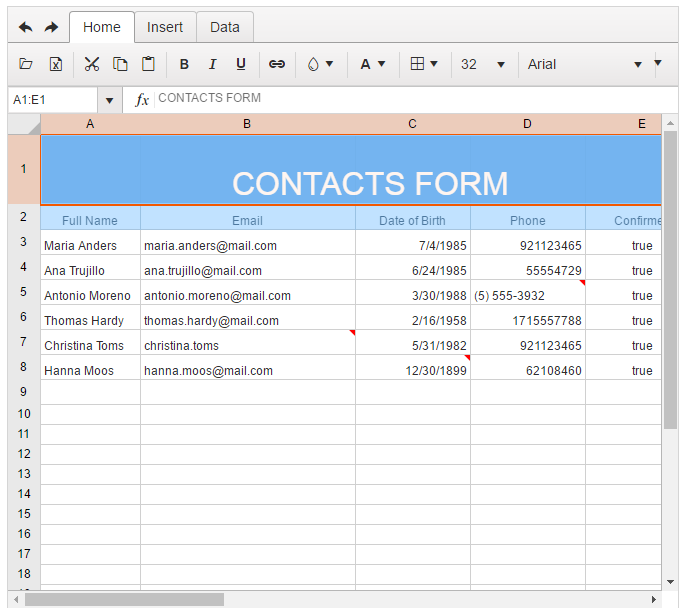 Home Insert Data
B I U A 32 Arial
A1:E1 fx CONTACTS FORM
A B C D E
1 CONTACTS FORM
2 Full Name Email Date of Birth Phone Confirme
3 Maria Anders maria.anders@mail.com 7/4/1985 921123465 true
4 Ana Trujillo ana.trujillo@mail.com 6/24/1985 55554729 true
5 Antonio Moreno antonio.moreno@mail.com 3/30/1988 (5) 555-3932 true
6 Thomas Hardy thomas.hardy@mail.com 2/16/1958 1715557788 true
7 Christina Toms christina.toms 5/31/1982 921123465 true
8 Hanna Moos hanna.moos@mail.com 12/30/1899 62108460 true
9
10
11
12
13
14
15
16
17
18